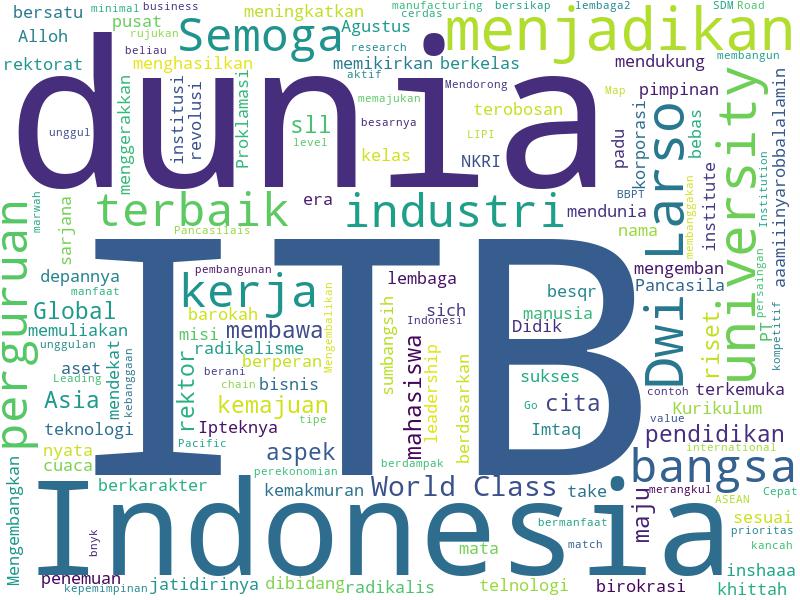 bersatu
minimal
business
manufacturing
bersikap
lembaga2
SDM
Road
pusat
meningkatkan
cerdas
Alloh
rujukan
Semoga
Agustus
menjadikan
beliau
research
membangun
rektorat
menghasilkan
memikirkan
berkelas
mendukung
dunia
aktif
Mendorong
Map
pimpinan
menggerakkan
institusi
revolusi
Proklamasi
memajukan
terobosan
unggul
sll
besarnya
LIPI
level
kelas
NKRI
padu
korporasi
Larso
bebas
university
aaamiiinyarobbalalamin
marwah
sarjana
terbaik
era
industri
mendunia
BBPT
membanggakan
institute
Institution
Pancasilais
nama
perguruan
ITB
depannya
pembangunan
lembaga
mengemban
persaingan
manfaat
kerja
besqr
Pancasila
Global
barokah
Mengembalikan
sumbangsih
sich
manusia
Dwi
PT
kompetitif
memuliakan
misi
membawa
Indonesi
Didik
riset
unggulan
mendekat
kebanggaan
radikalisme
aset
rektor
berperan
mahasiswa
leadership
berdasarkan
Leading
berani
chain
bisnis
sukses
contoh
terkemuka
Asia
kemajuan
Go
cita
Kurikulum
teknologi
tipe
Ipteknya
Imtaq
value
pendidikan
nyata
Pacific
aspek
international
cuaca
perekonomian
berdampak
bangsa
Mengembangkan
berkarakter
kemakmuran
World Class
take
maju
merangkul
Cepat
Indonesia
ASEAN
bermanfaat
sesuai
bnyk
mata
match
prioritas
kancah
penemuan
inshaaa
kepemimpinan
jatidirinya
dibidang
radikalis
telnologi
birokrasi
khittah